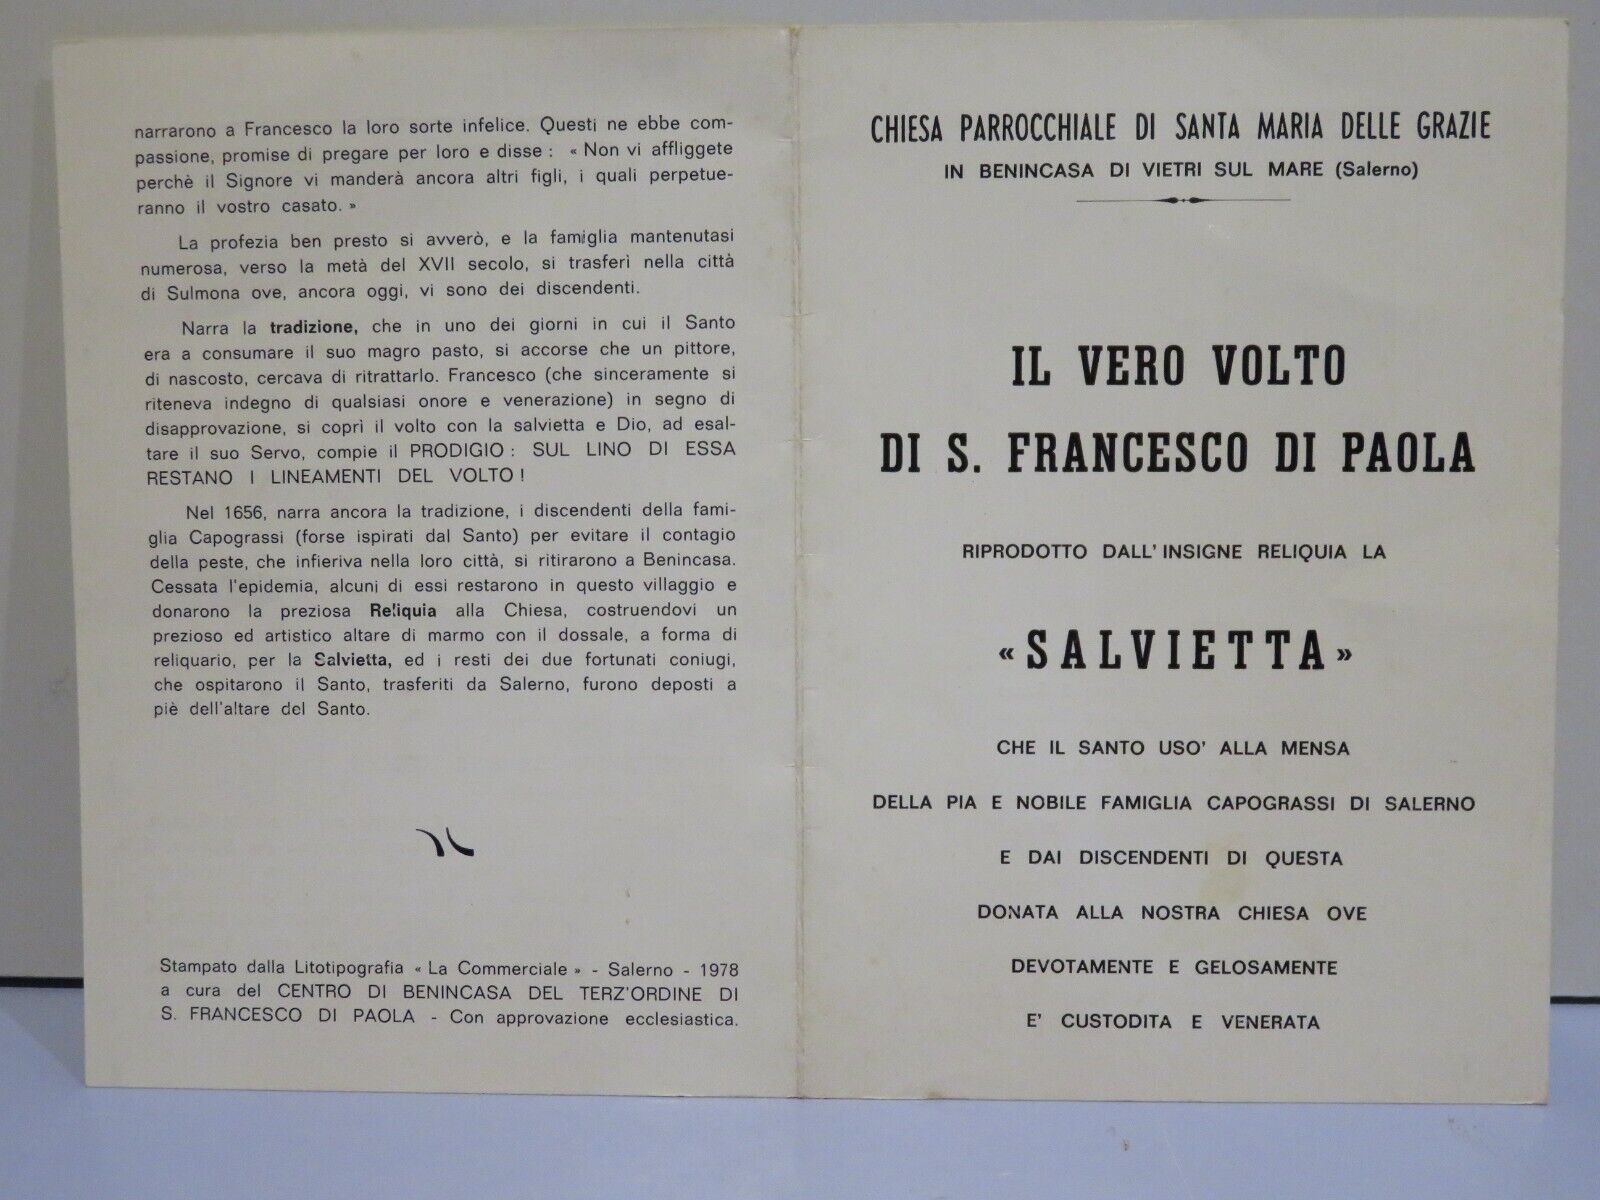 narrarono a Francesco la loro sorte infelice. Questi ne ebbe com-
passione, promise di pregare per loro e disse : « Non vi affliggete
perchè il Signore vi manderà ancora altri figli, i quali perpetue-
ranno il vostro casato. »
La profezia ben presto si avverò, e la famiglia mantenutasi
numerosa, verso la metà del XVII secolo, si trasferì nella città
di Sulmona ove, ancora oggi, vi sono dei discendenti.
Narra la tradizione, che in uno dei giorni in cui il Santo
era a consumare il suo magro pasto, si accorse che un pittore,
di nascosto, cercava di ritrattarlo. Francesco (che sinceramente si
riteneva indegno di qualsiasi onore e venerazione) in segno di
disapprovazione, si coprì il volto con la salvietta e Dio, ad esal-
tare il suo Servo, compie il PRODIGIO : SUL LINO DI ESSA
RESTANO I LINEAMENTI DEL VOLTO !
Nel 1656, narra ancora la tradizione, i discendenti della fami-
glia Capograssi (forse ispirati dal Santo) per evitare il contagio
della peste, che infieriva nella loro città, si ritirarono a Benincasa.
Cessata l'epidemia, alcuni di essi restarono in questo villaggio e
donarono la preziosa Reliquia alla Chiesa, costruendovi un
prezioso ed artistico altare di marmo con il dossale, a forma di
reliquario, per la Salvietta, ed i resti dei due fortunati coniugi,
che ospitarono il Santo, trasferiti da Salerno, furono deposti a
piè dell'altare del Santo.
Stampato dalla Litotipografia « La Commerciale » - Salerno - 1978
a cura del CENTRO DI BENINCASA DEL TERZ'ORDINE DI
S. FRANCESCO DI PAOLA - Con approvazione ecclesiastica.
CHIESA PARROCCHIALE DI SANTA MARIA DELLE GRAZIE
IN BENINCASA DI VIETRI SUL MARE (Salerno)
IL VERO VOLTO
DI S. FRANCESCO DI PAOLA
RIPRODOTTO DALL'INSIGNE RELIQUIA LA
« SALVIETTA »
CHE IL SANTO USO' ALLA MENSA
DELLA PIA E NOBILE FAMIGLIA CAPOGRASSI DI SALERNO
E DAI DISCENDENTI DI QUESTA
DONATA ALLA NOSTRA CHIESA OVE
DEVOTAMENTE E GELOSAMENTE
E' CUSTODITA E VENERATA